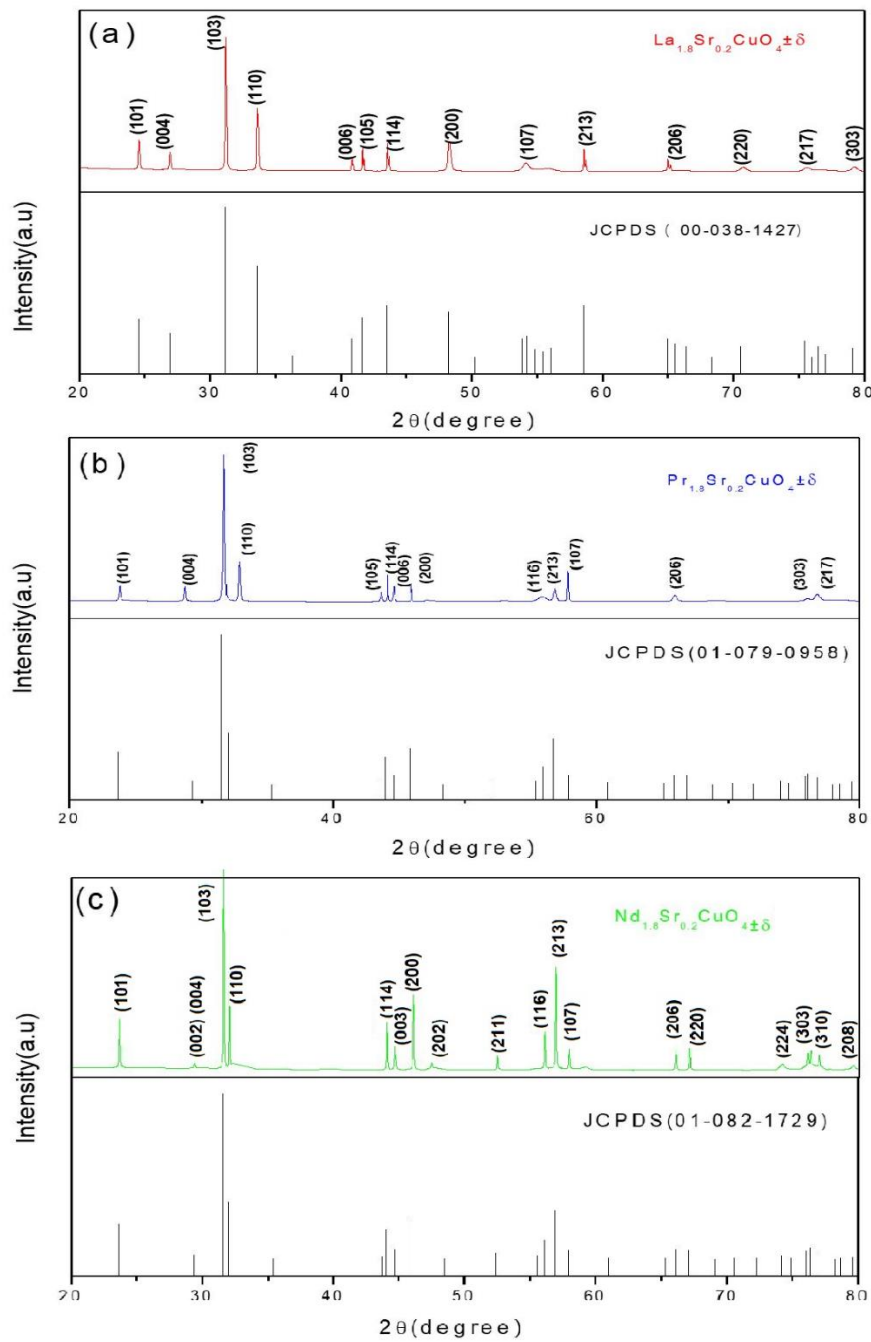 (a)
La1.8Sr0.2CuO4±δ
(101)
(004)
(103)
(110)
(006)
(105)
(114)
(200)
(107)
(213)
(206)
(220)
(217)
(303)
JCPDS ( 00-038-1427)
Intensity(a.u)
20 30 40 50 60 70 80
2θ(degree)
(b)
Pr1.8Sr0.2CuO4±δ
(101)
(004)
(103)
(110)
(105)
(114)
(006)
(200)
(116)
(213)
(107)
(206)
(303)
(217)
JCPDS(01-079-0958)
Intensity(a.u)
20 40 60 80
2θ(degree)
(c)
Nd1.8Sr0.2CuO4±δ
(101)
(002) (004)
(103)
(110)
(114)
(003)
(200)
(202)
(211)
(116)
(213)
(107)
(206)
(220)
(224)
(303)
(310)
(208)
JCPDS(01-082-1729)
Intensity(a.u)
20 30 40 50 60 70 80
2θ(degree)